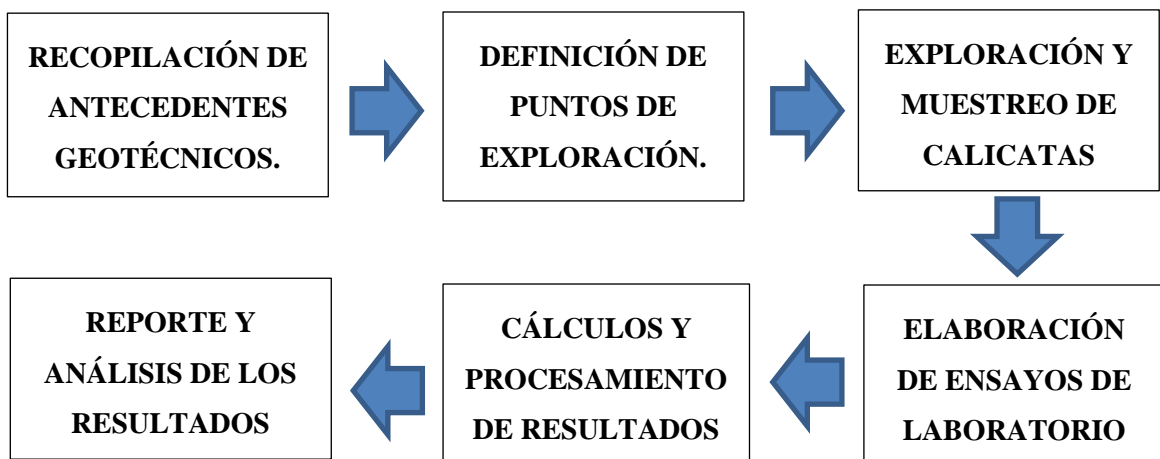 RECOPILACIÓN DE
ANTECEDENTES
GEOTÉCNICOS.
DEFINICIÓN DE
PUNTOS DE
EXPLORACIÓN.
EXPLORACIÓN Y
MUESTREO DE
CALICATAS
ELABORACIÓN
DE ENSAYOS DE
LABORATORIO
CÁLCULOS Y
PROCESAMIENTO
DE RESULTADOS
REPORTE Y
ANÁLISIS DE LOS
RESULTADOS